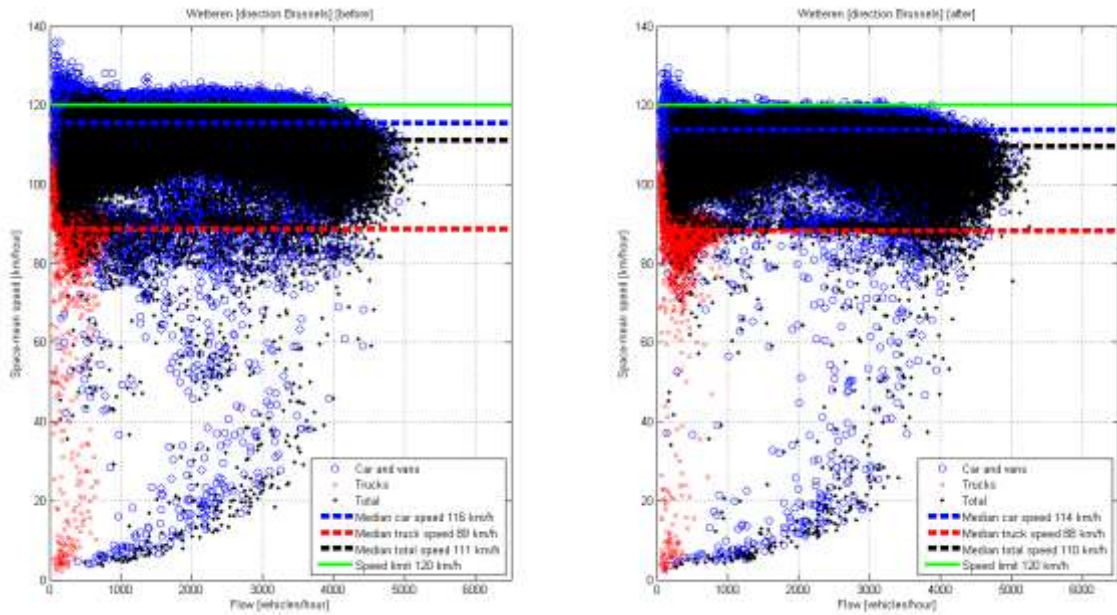 Wetteren [direction Brussels] [before]
140
120
100
80
60
40
20
0
Space-mean speed [km/hour]
0 1000 2000 3000 4000 5000 6000
Flow [vehicles/hour]
Car and vans
Trucks
Total
Median car speed 116 km/h
Median truck speed 89 km/h
Median total speed 111 km/h
Speed limit 120 km/h
Wetteren [direction Brussels] [after]
140
120
100
80
60
40
20
0
Space-mean speed [km/hour]
0 1000 2000 3000 4000 5000 6000
Flow [vehicles/hour]
Car and vans
Trucks
Total
Median car speed 114 km/h
Median truck speed 88 km/h
Median total speed 110 km/h
Speed limit 120 km/h